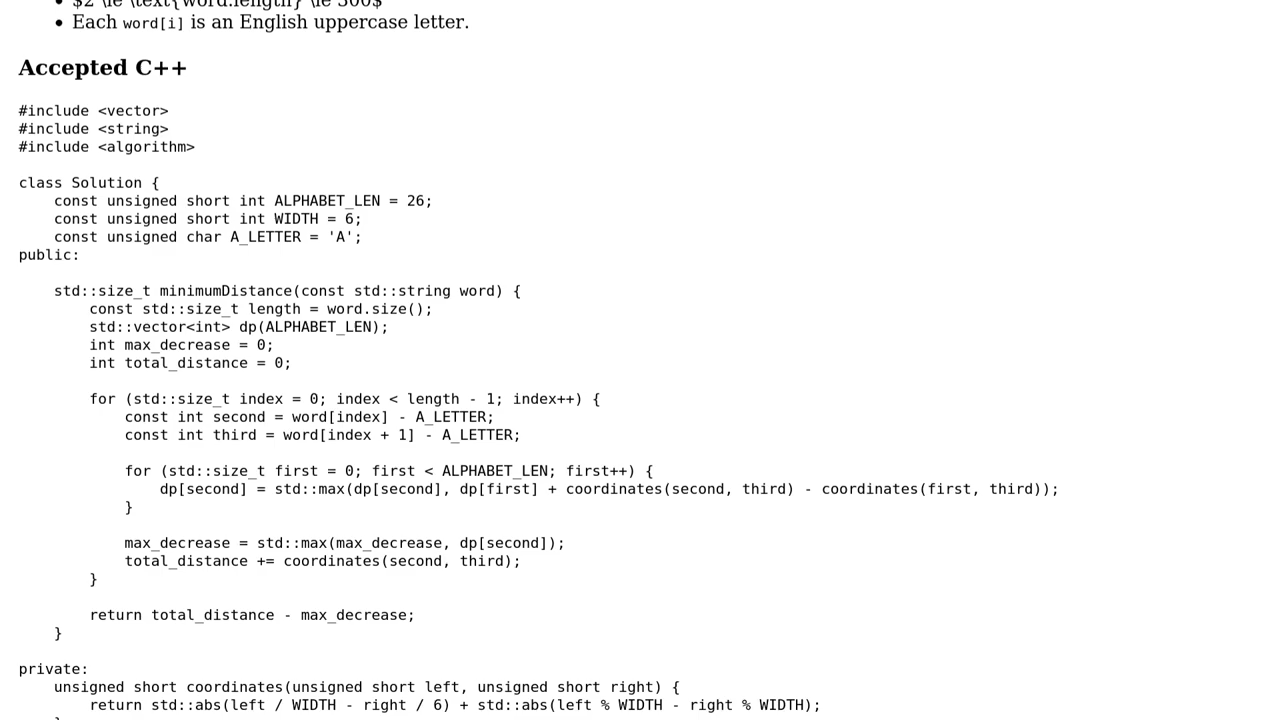 • $2 \le \text{word.length} \le 300$
• Each word[i] is an English uppercase letter.
Accepted C++
#include <vector>
#include <string>
#include <algorithm>
class Solution {
    const unsigned short int ALPHABET_LEN = 26;
    const unsigned short int WIDTH = 6;
    const unsigned char A_LETTER = 'A';
public:
    std::size_t minimumDistance(const std::string word) {
        const std::size_t length = word.size();
        std::vector<int> dp(ALPHABET_LEN);
        int max_decrease = 0;
        int total_distance = 0;
        for (std::size_t index = 0; index < length - 1; index++) {
            const int second = word[index] - A_LETTER;
            const int third = word[index + 1] - A_LETTER;
            for (std::size_t first = 0; first < ALPHABET_LEN; first++) {
                dp[second] = std::max(dp[second], dp[first] + coordinates(second, third) - coordinates(first, third));
            }
            max_decrease = std::max(max_decrease, dp[second]);
            total_distance += coordinates(second, third);
        }
        return total_distance - max_decrease;
    }
private:
    unsigned short coordinates(unsigned short left, unsigned short right) {
        return std::abs(left / WIDTH - right / 6) + std::abs(left % WIDTH - right % WIDTH);